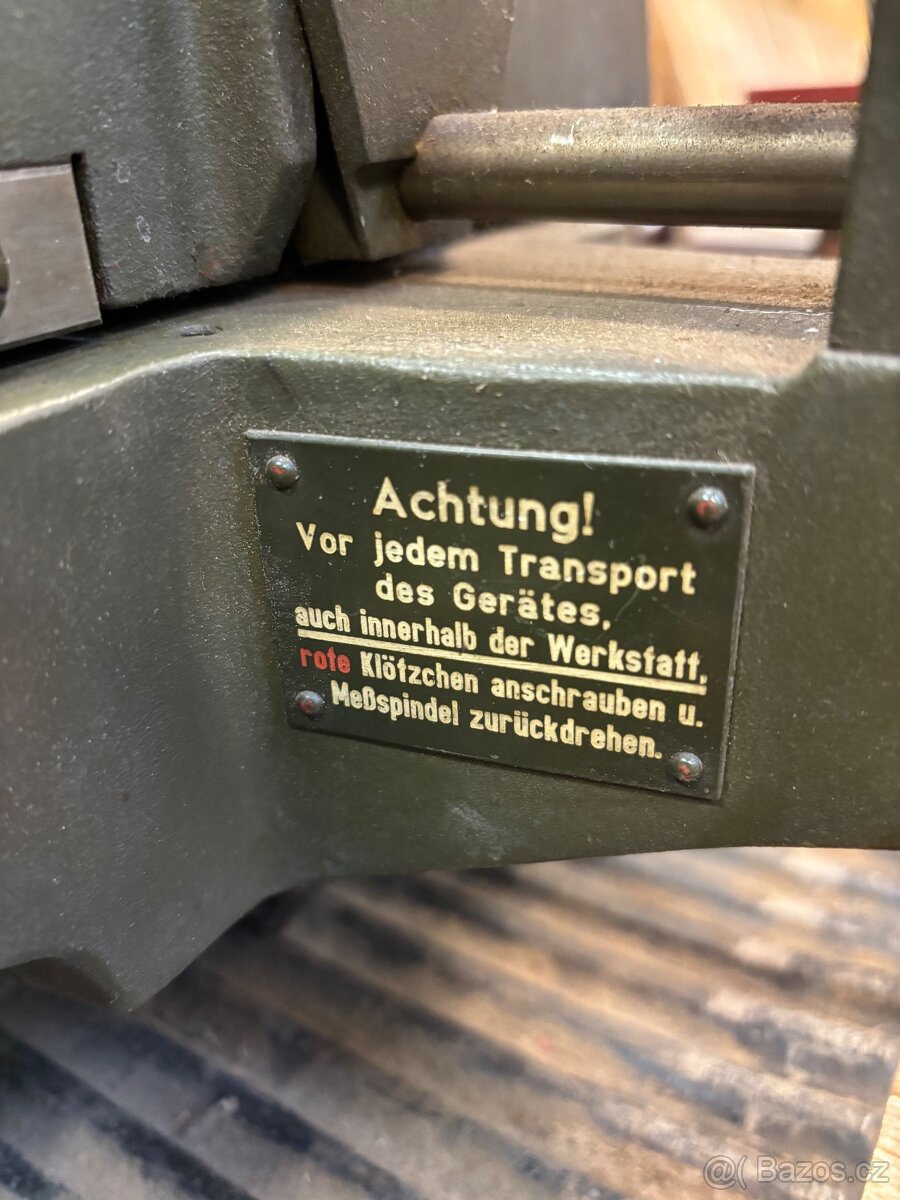 Achtung!
Vor jedem Transport
des Gerätes,
auch innerhalb der Werkstatt,
rote Klötzchen anschrauben u.
Meßspindel zurückdrehen.
@( Bazos.cz